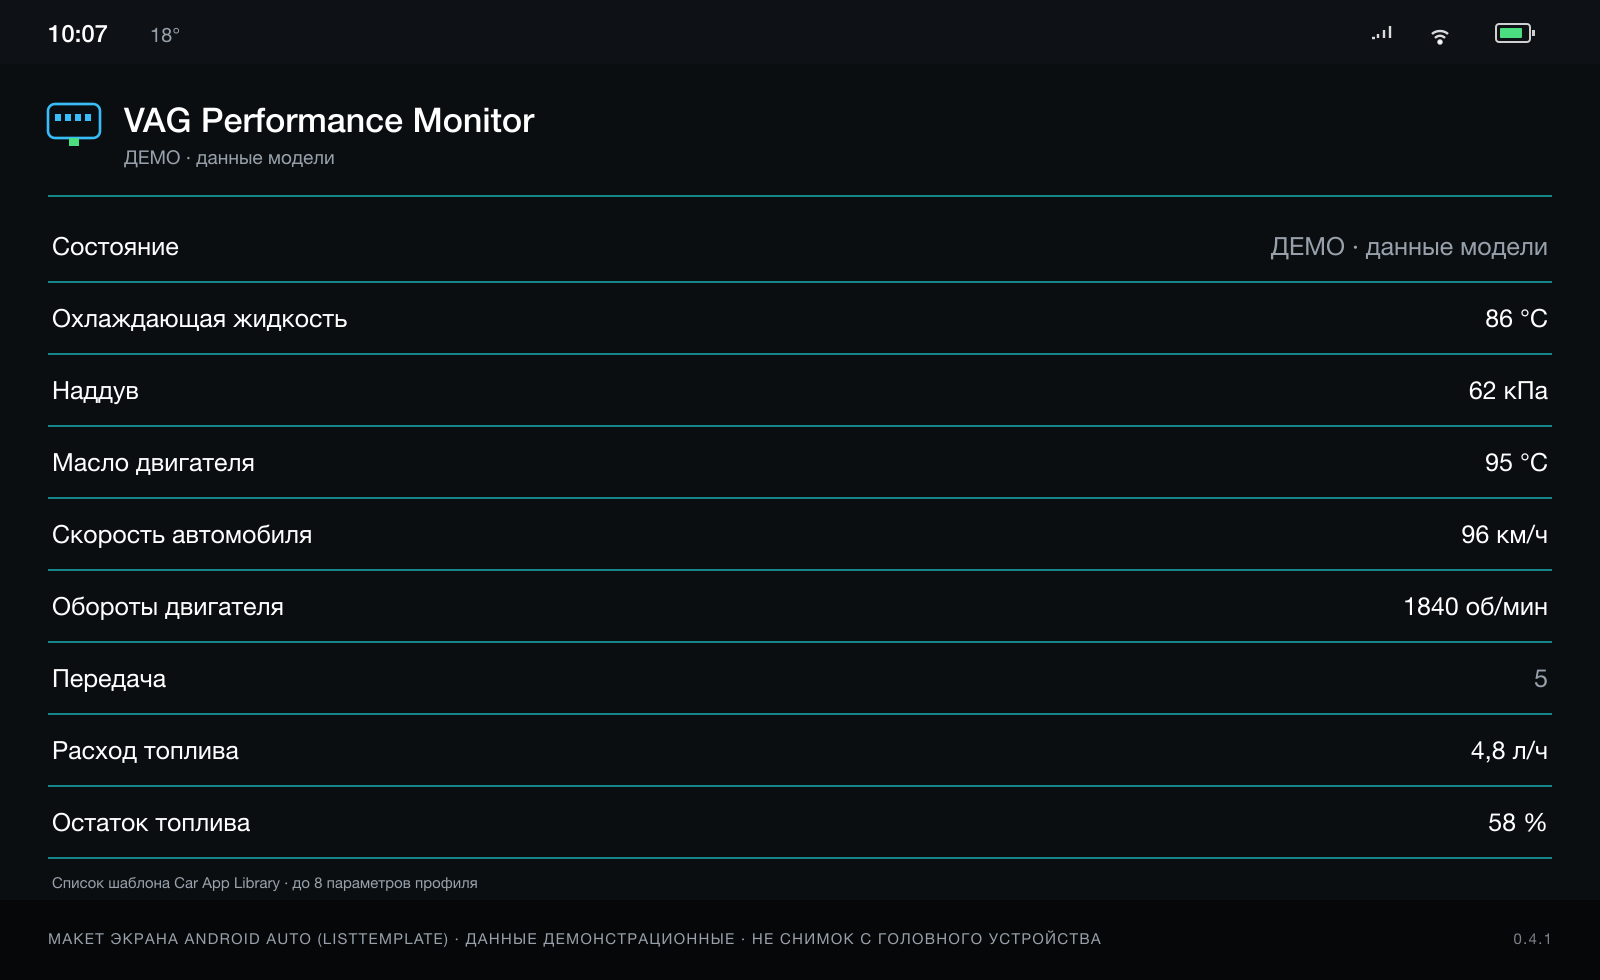 10:07 18°
VAG Performance Monitor
ДЕМО · данные модели
Состояние ДЕМО · данные модели
Охлаждающая жидкость 86 °C
Наддув 62 кПа
Масло двигателя 95 °C
Скорость автомобиля 96 км/ч
Обороты двигателя 1840 об/мин
Передача 5
Расход топлива 4,8 л/ч
Остаток топлива 58 %
Список шаблона Car App Library · до 8 параметров профиля
МАКЕТ ЭКРАНА ANDROID AUTO (LISTTEMPLATE) · ДАННЫЕ ДЕМОНСТРАЦИОННЫЕ · НЕ СНИМОК С ГОЛОВНОГО УСТРОЙСТВА 0.4.1